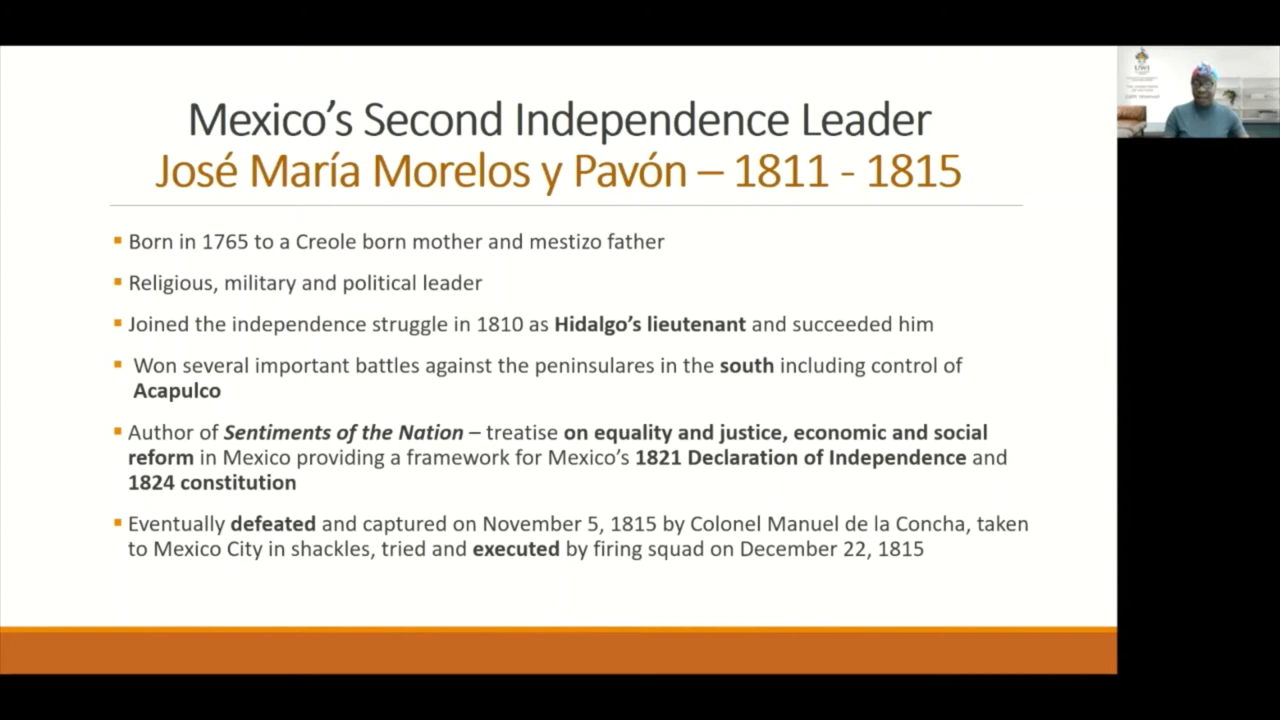 Mexico's Second Independence Leader
José María Morelos y Pavón – 1811 - 1815
Born in 1765 to a Creole born mother and mestizo father
Religious, military and political leader
Joined the independence struggle in 1810 as Hidalgo's lieutenant and succeeded him
Won several important battles against the peninsulares in the south including control of
Acapulco
Author of Sentiments of the Nation – treatise on equality and justice, economic and social
reform in Mexico providing a framework for Mexico's 1821 Declaration of Independence and
1824 constitution
Eventually defeated and captured on November 5, 1815 by Colonel Manuel de la Concha, taken
to Mexico City in shackles, tried and executed by firing squad on December 22, 1815
UWI